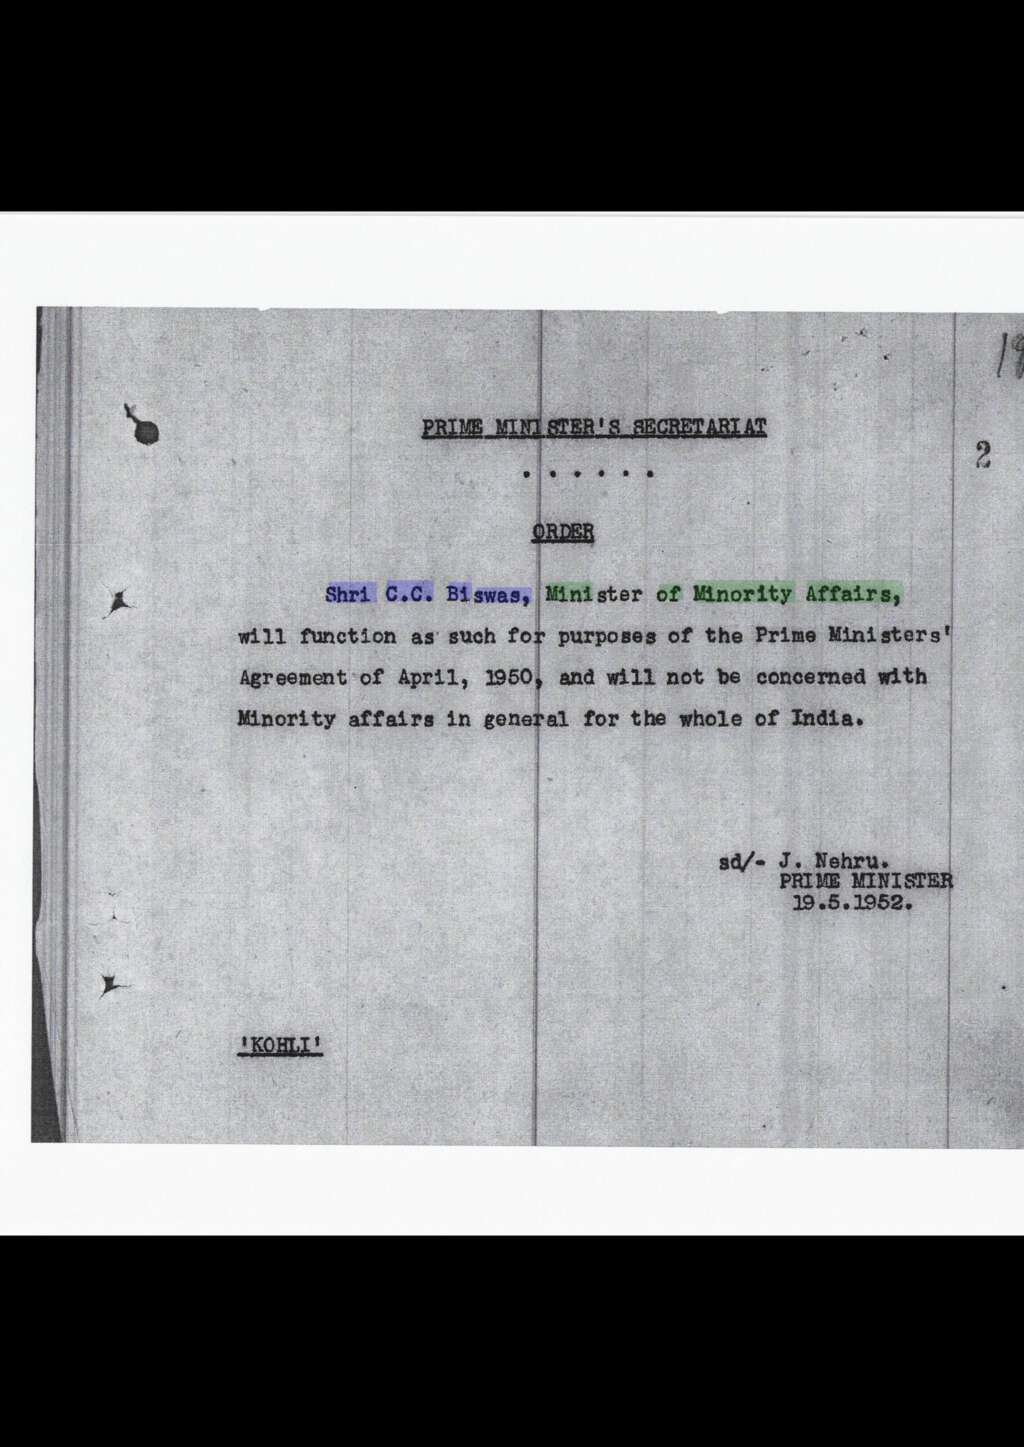 19
PRIME MINISTER'S SECRETARIAT
2
......
ORDER
Shri C.C. Biswas, Minister of Minority Affairs,
will function as such for purposes of the Prime Ministers'
Agreement of April, 1950, and will not be concerned with
Minority affairs in general for the whole of India.
sd/- J. Nehru.
PRIME MINISTER
19.5.1952.
'KOHLI'